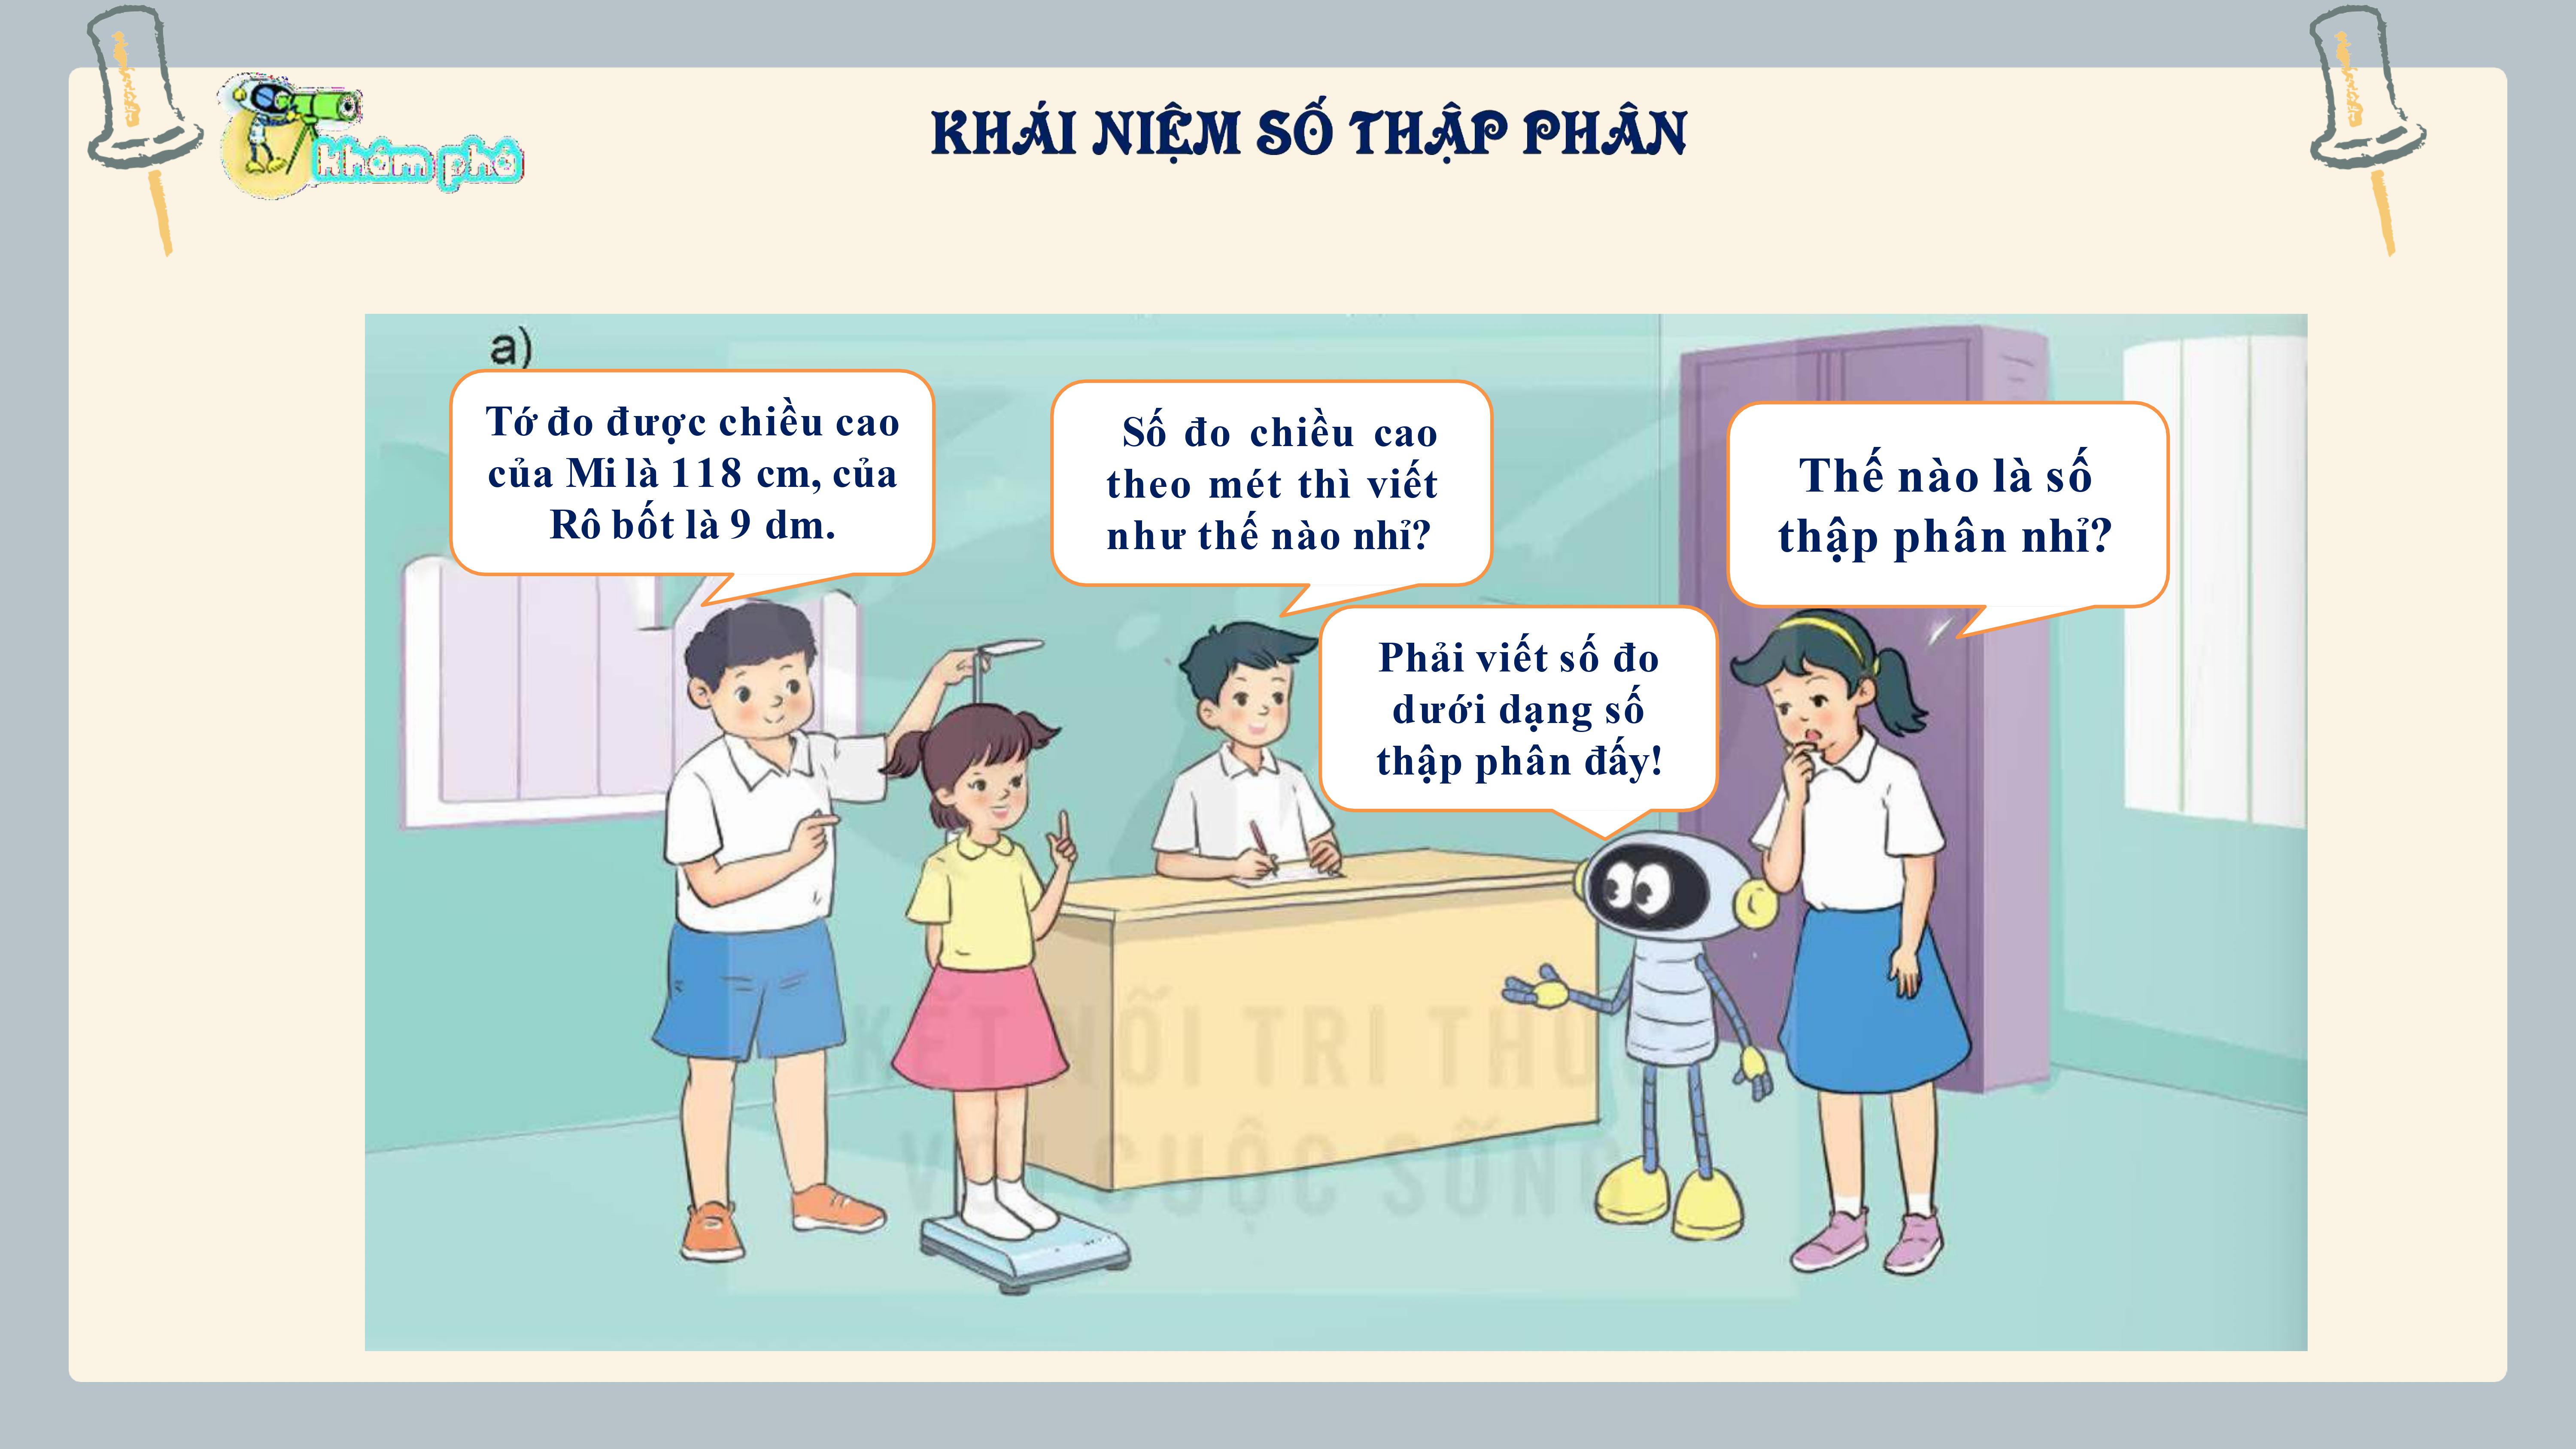 Khám phá
KHÁI NIỆM SỐ THẬP PHÂN
a)
Tớ đo được chiều cao
của Mi là 118 cm, của
Rô bốt là 9 dm.
Số đo chiều cao
theo mét thì viết
như thế nào nhỉ?
Phải viết số đo
dưới dạng số
thập phân đấy!
Thế nào là số
thập phân nhỉ?
KẾT NỐI TRI THỨC
VỚI CUỘC SỐNG